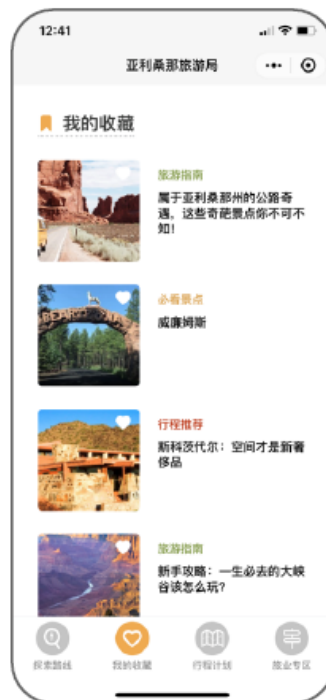 12:41
亚利桑那旅游局
我的收藏
旅游指南
属于亚利桑那州的公路奇
遇，这些奇葩景点你不可不
知！
必看景点
BEARIZONA
威廉姆斯
行程推荐
斯科茨代尔：空间才是新奢
侈品
旅游指南
新手攻略：一生必去的大峡
谷该怎么玩？
探索路线
我的收藏
行程计划
旅业专区